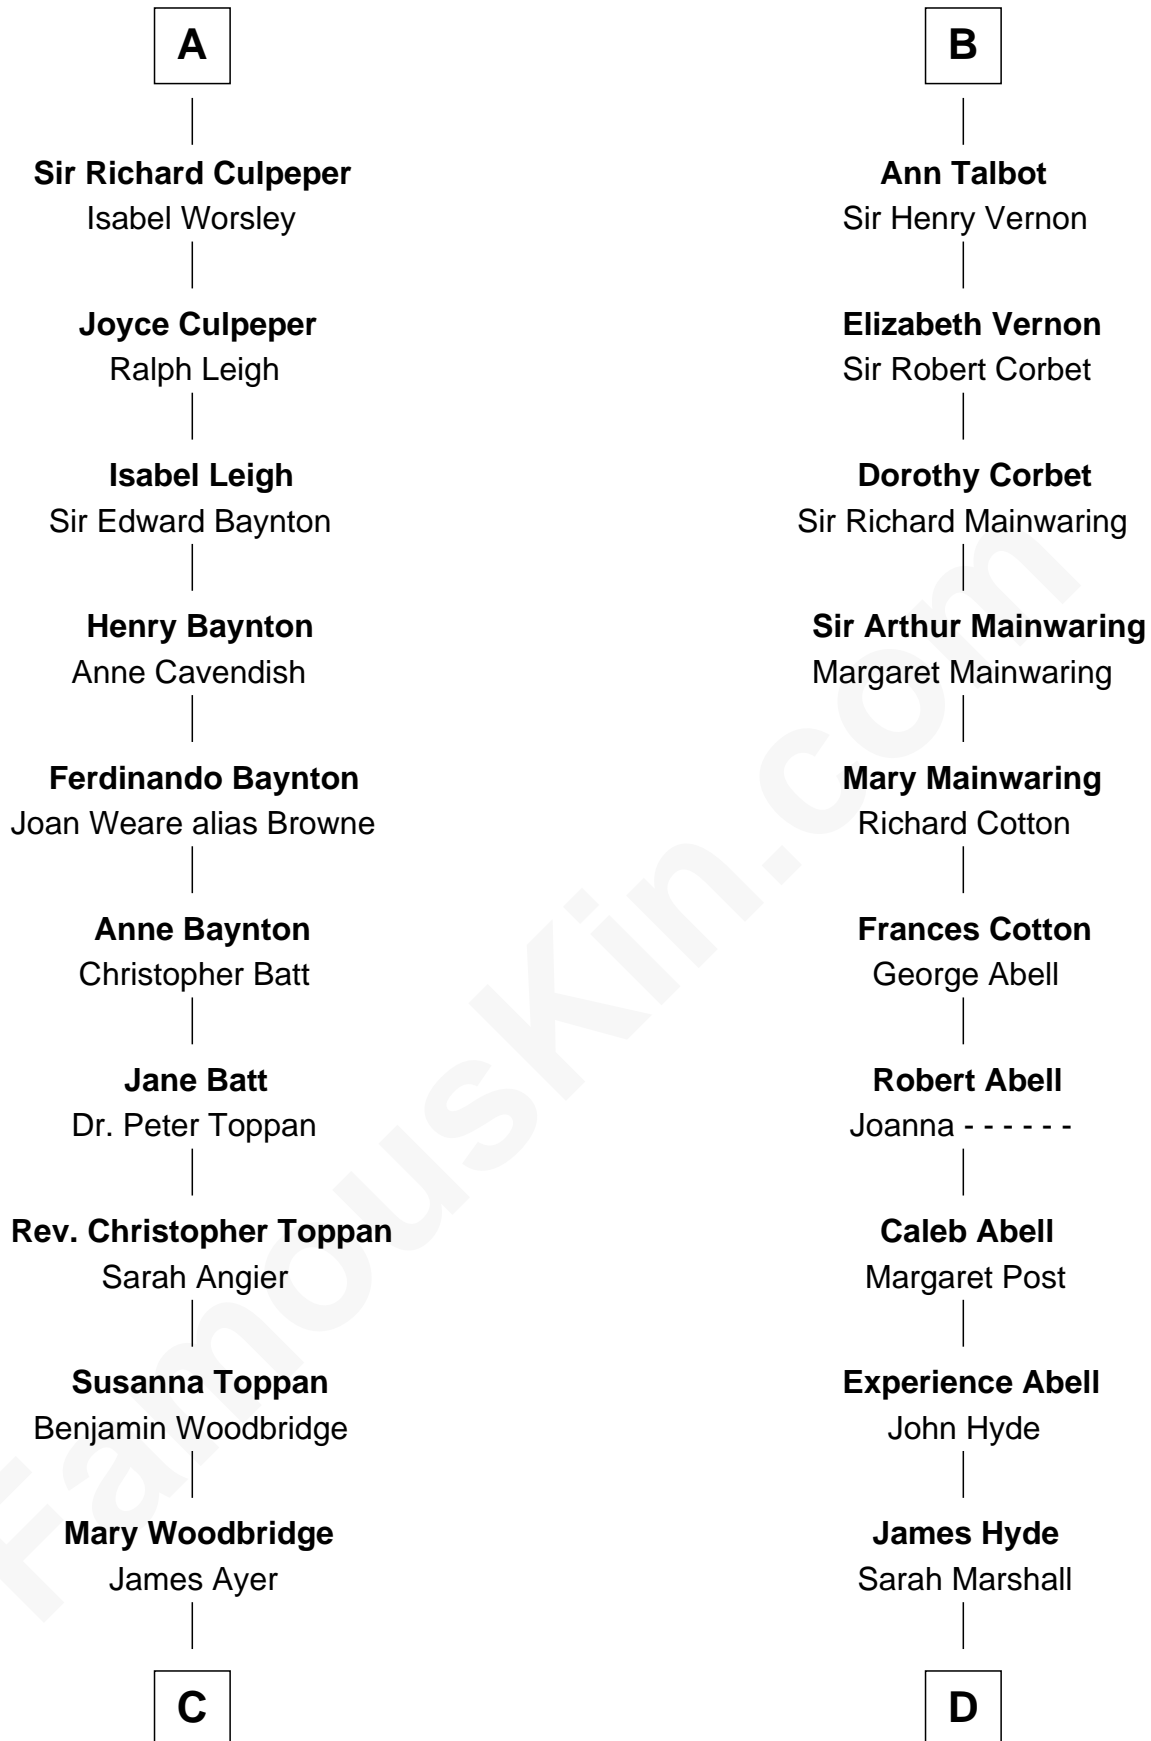 A
Sir Richard Culpeper
Isabel Worsley
Joyce Culpeper
Ralph Leigh
Isabel Leigh
Sir Edward Baynton
Henry Baynton
Anne Cavendish
Ferdinando Baynton
Joan Weare alias Browne
Anne Baynton
Christopher Batt
Jane Batt
Dr. Peter Toppan
Rev. Christopher Toppan
Sarah Angier
Susanna Toppan
Benjamin Woodbridge
Mary Woodbridge
James Ayer
C
B
Ann Talbot
Sir Henry Vernon
Elizabeth Vernon
Sir Robert Corbet
Dorothy Corbet
Sir Richard Mainwaring
Sir Arthur Mainwaring
Margaret Mainwaring
Mary Mainwaring
Richard Cotton
Frances Cotton
George Abell
Robert Abell
Joanna - - - - - -
Caleb Abell
Margaret Post
Experience Abell
John Hyde
James Hyde
Sarah Marshall
D
FamousKin.com